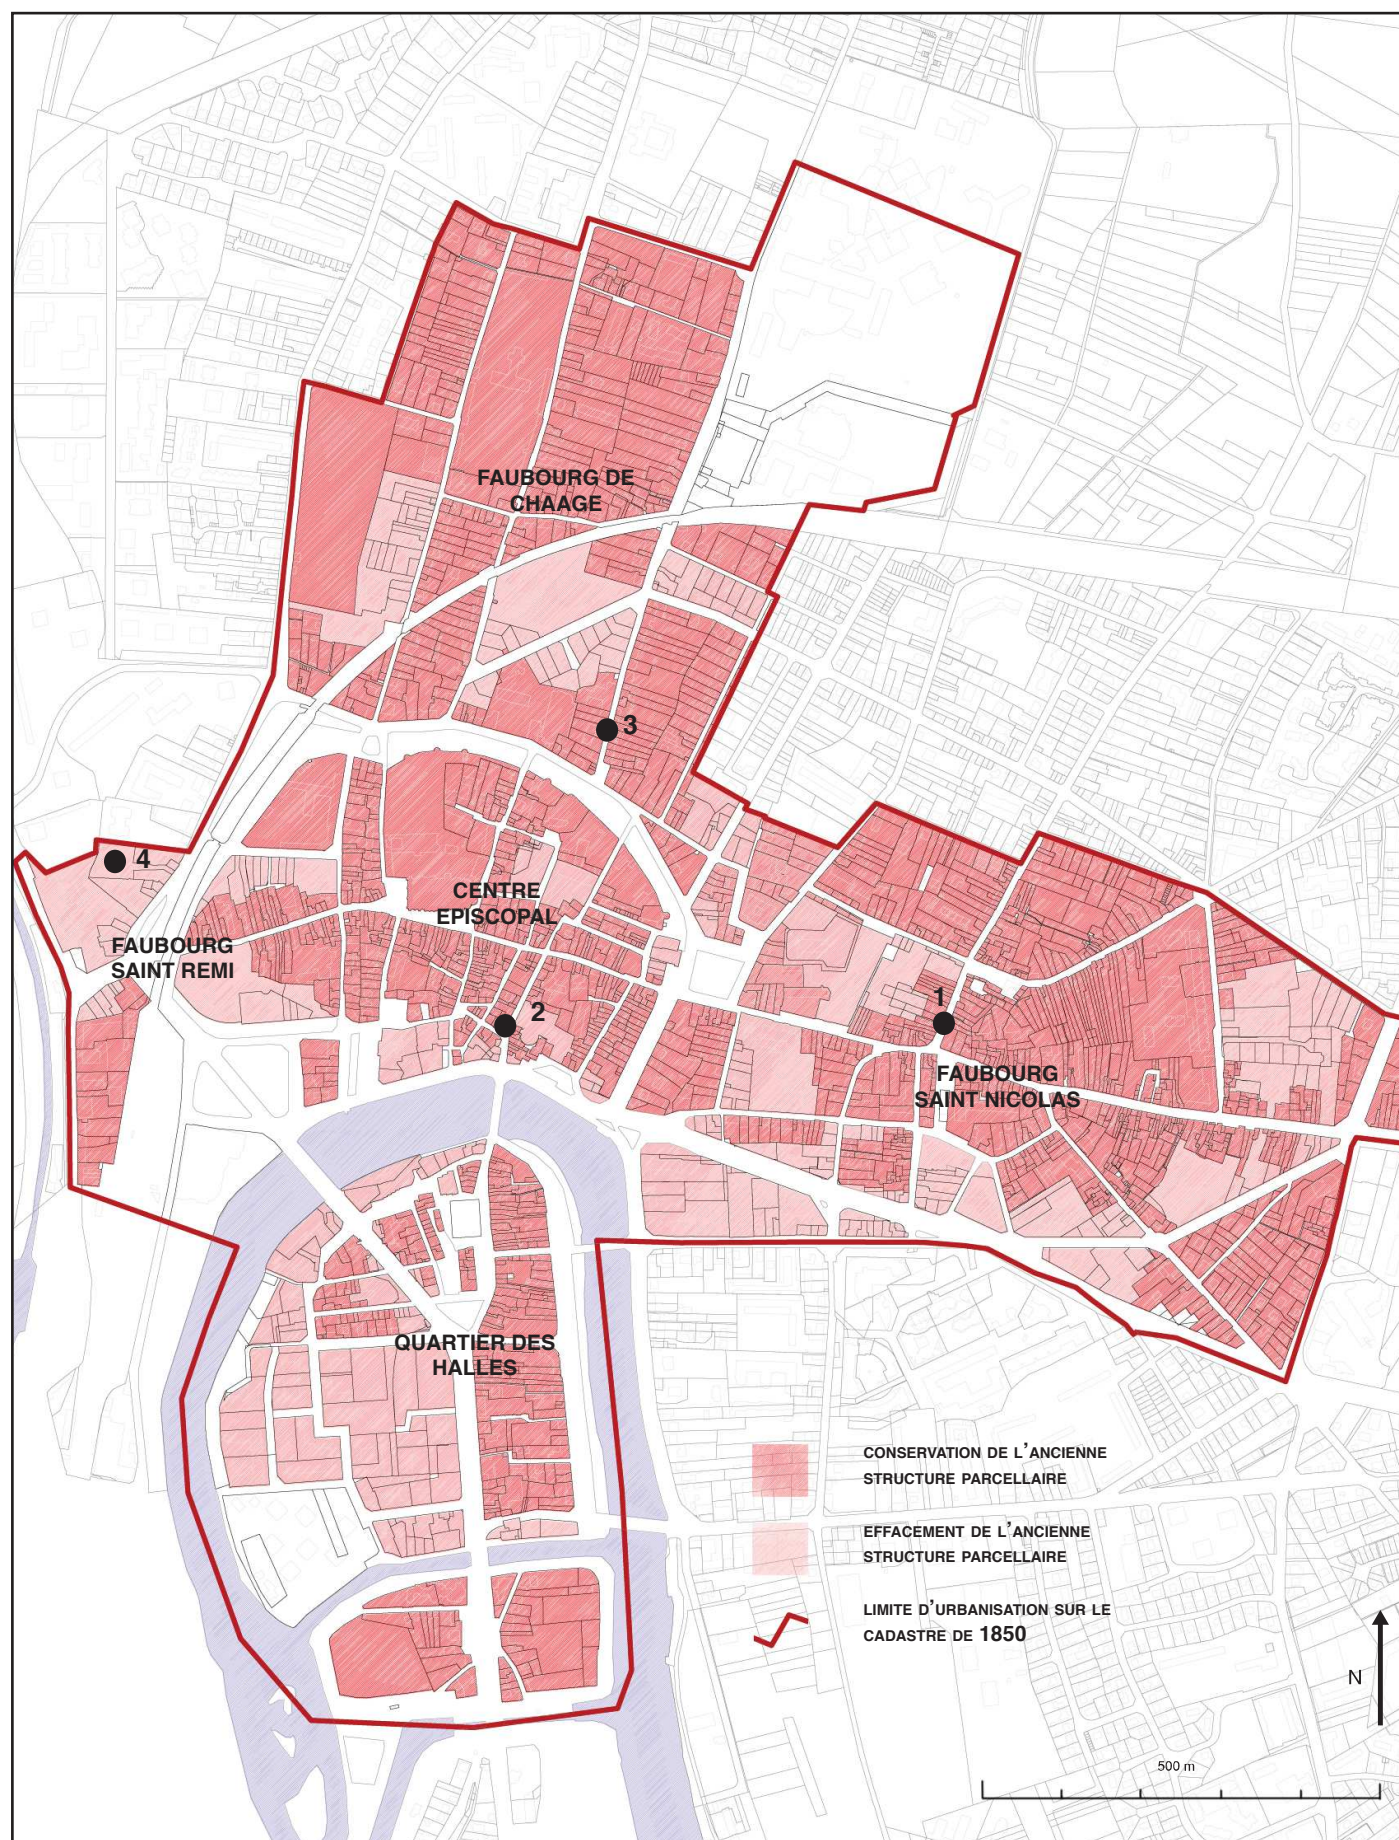 FAUBOURG DE
CHAAGE
3
4
CENTRE
EPISCOPAL
FAUBOURG
SAINT REMI
2
1
FAUBOURG
SAINT NICOLAS
QUARTIER DES
HALLES
CONSERVATION DE L'ANCIENNE
STRUCTURE PARCELLAIRE
EFFACEMENT DE L'ANCIENNE
STRUCTURE PARCELLAIRE
LIMITE D'URBANISATION SUR LE
CADASTRE DE 1850
N
500 m